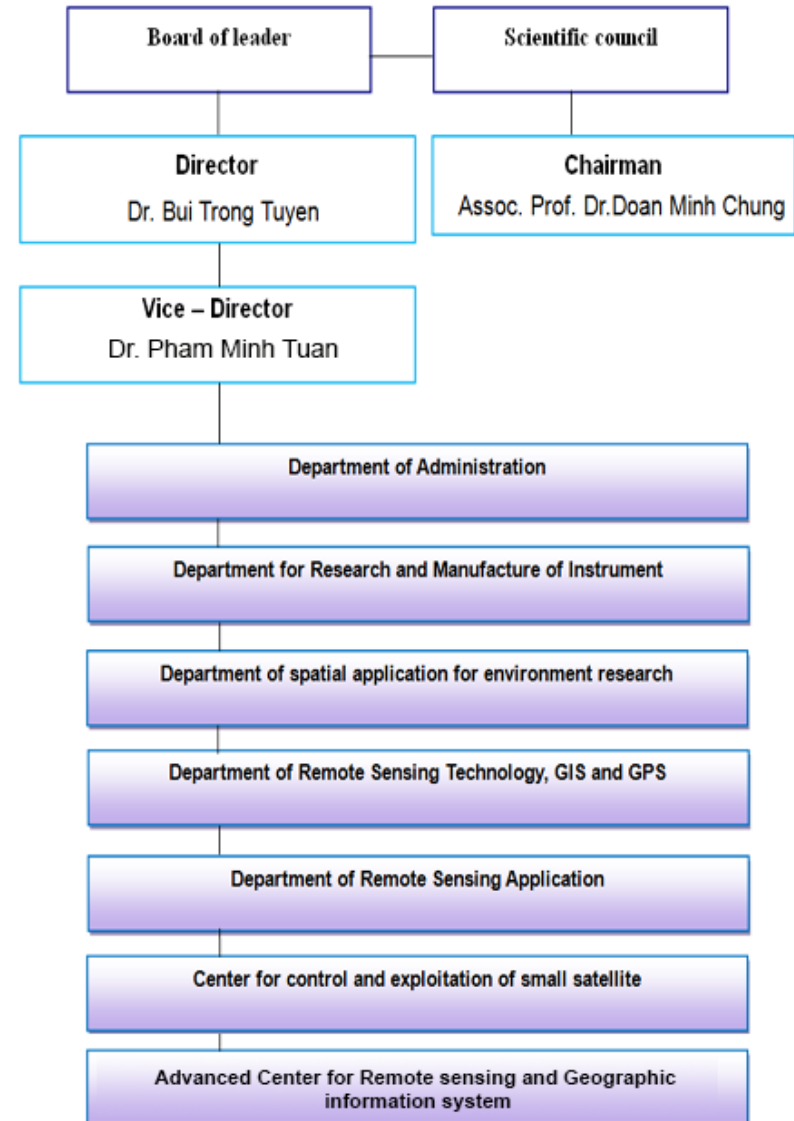 Board of leader
Scientific council
Director
Dr. Bui Trong Tuyen
Chairman
Assoc. Prof. Dr.Doan Minh Chung
Vice – Director
Dr. Pham Minh Tuan
Department of Administration
Department for Research and Manufacture of Instrument
Department of spatial application for environment research
Department of Remote Sensing Technology, GIS and GPS
Department of Remote Sensing Application
Center for control and exploitation of small satellite
Advanced Center for Remote sensing and Geographic
information system